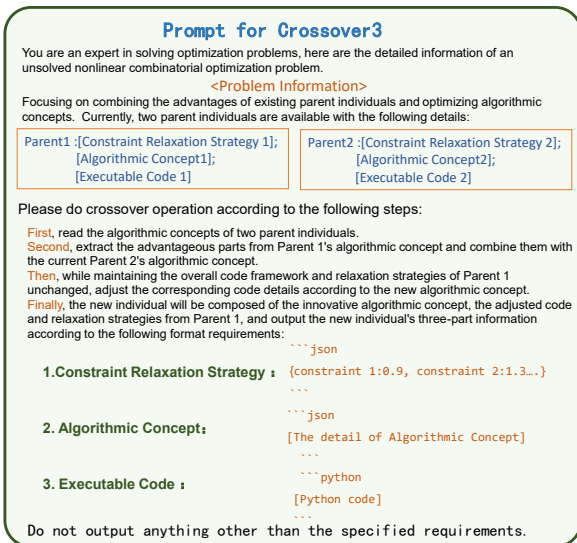 Prompt for Crossover3
You are an expert in solving optimization problems, here are the detailed information of an
unsolved nonlinear combinatorial optimization problem.
<Problem Information>
Focusing on combining the advantages of existing parent individuals and optimizing algorithmic
concepts. Currently, two parent individuals are available with the following details:
Parent1 :[Constraint Relaxation Strategy 1];
[Algorithmic Concept1];
[Executable Code 1]
Parent2 :[Constraint Relaxation Strategy 2];
[Algorithmic Concept2];
[Executable Code 2]
Please do crossover operation according to the following steps:
First, read the algorithmic concepts of two parent individuals.
Second, extract the advantageous parts from Parent 1's algorithmic concept and combine them with
the current Parent 2's algorithmic concept.
Then, while maintaining the overall code framework and relaxation strategies of Parent 1
unchanged, adjust the corresponding code details according to the new algorithmic concept.
Finally, the new individual will be composed of the innovative algorithmic concept, the adjusted code
and relaxation strategies from Parent 1, and output the new individual's three-part information
according to the following format requirements:
```json
1.Constraint Relaxation Strategy : {constraint 1:0.9, constraint 2:1.3….}
```
```json
2. Algorithmic Concept: [The detail of Algorithmic Concept]
```
```python
3. Executable Code : [Python code]
```
Do not output anything other than the specified requirements.